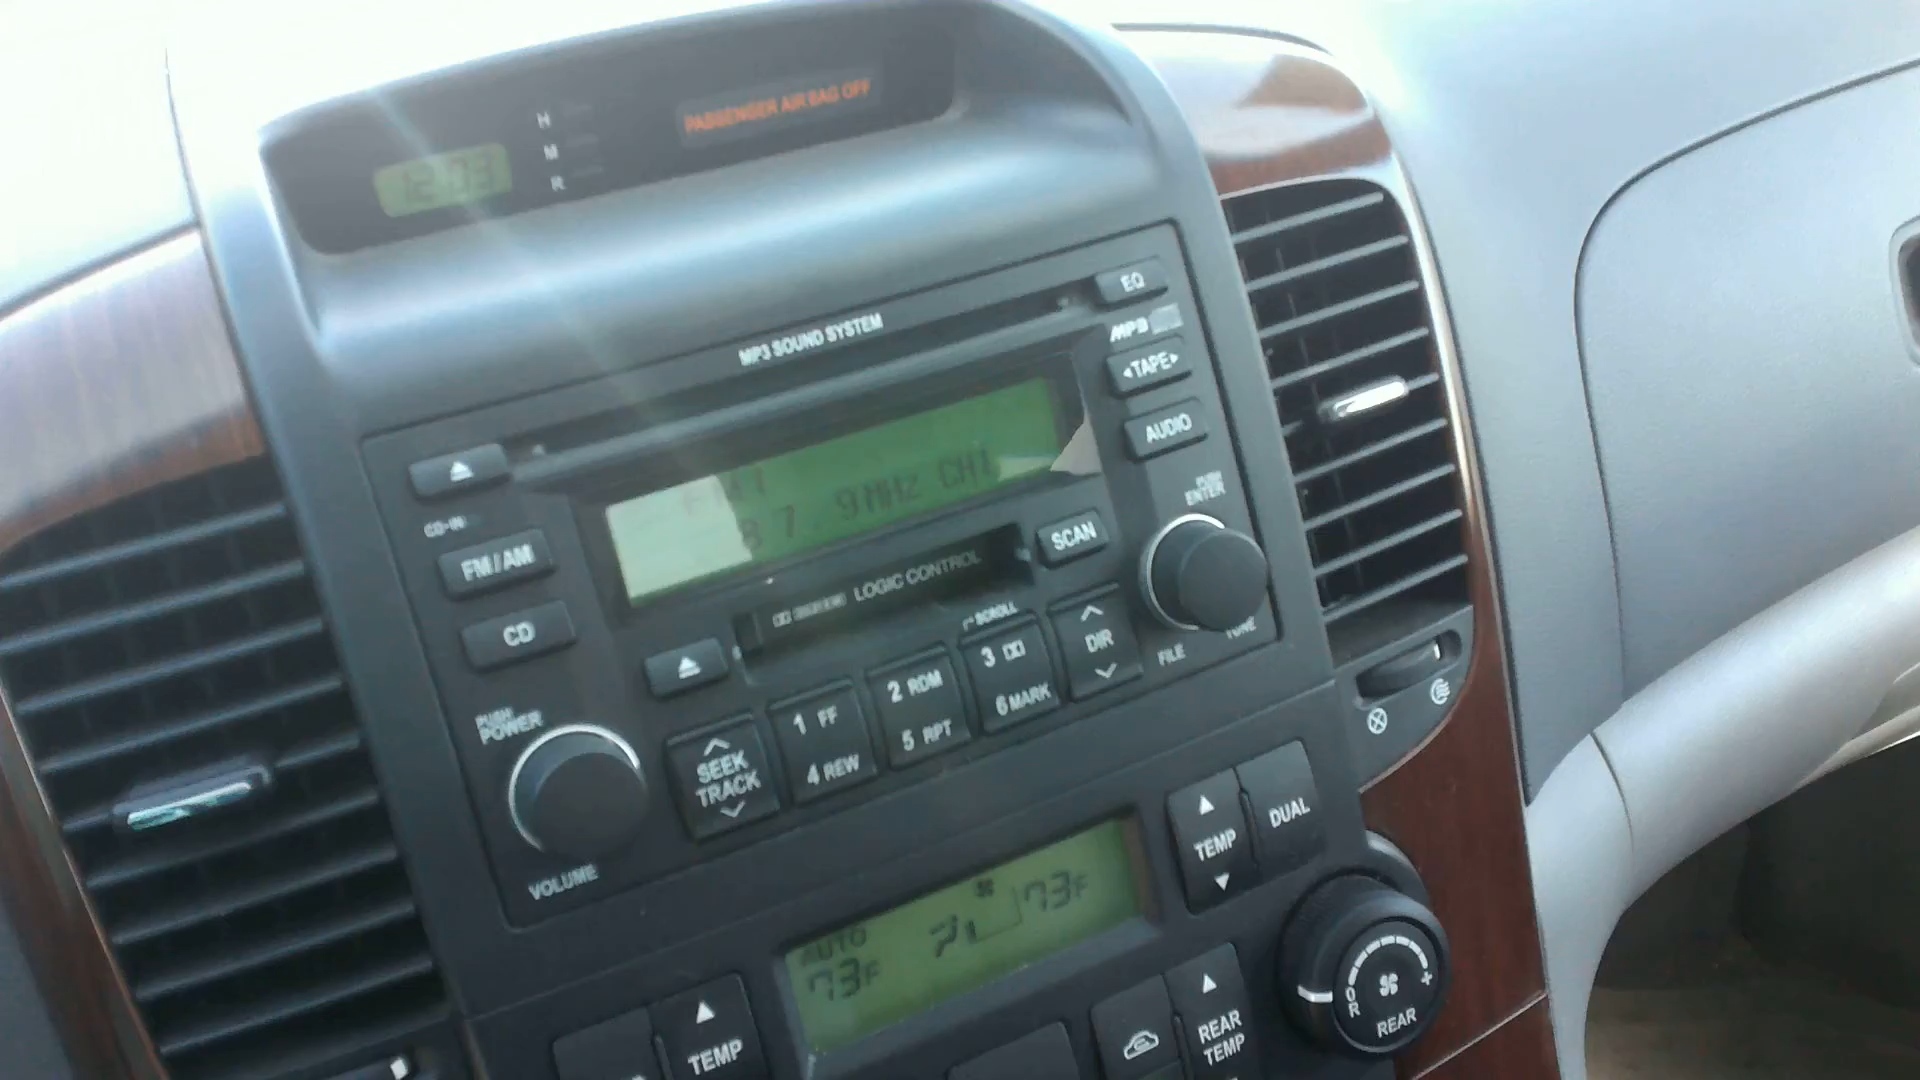 12:03
H
M
R
PASSENGER AIR BAG OFF
MP3 SOUND SYSTEM
EQ
MP3
TAPE
AUDIO
FM1
87.9MHz CH1
CD-IN
FM/AM
CD
LOGIC CONTROL
SCAN
PUSH
ENTER
FILE
TUNE
SCROLL
DIR
PUSH
POWER
VOLUME
SEEK
TRACK
1 FF
4 REW
2 RDM
5 RPT
3
6 MARK
TEMP
DUAL
AUTO
73F
73F
TEMP
REAR
TEMP
OR
REAR